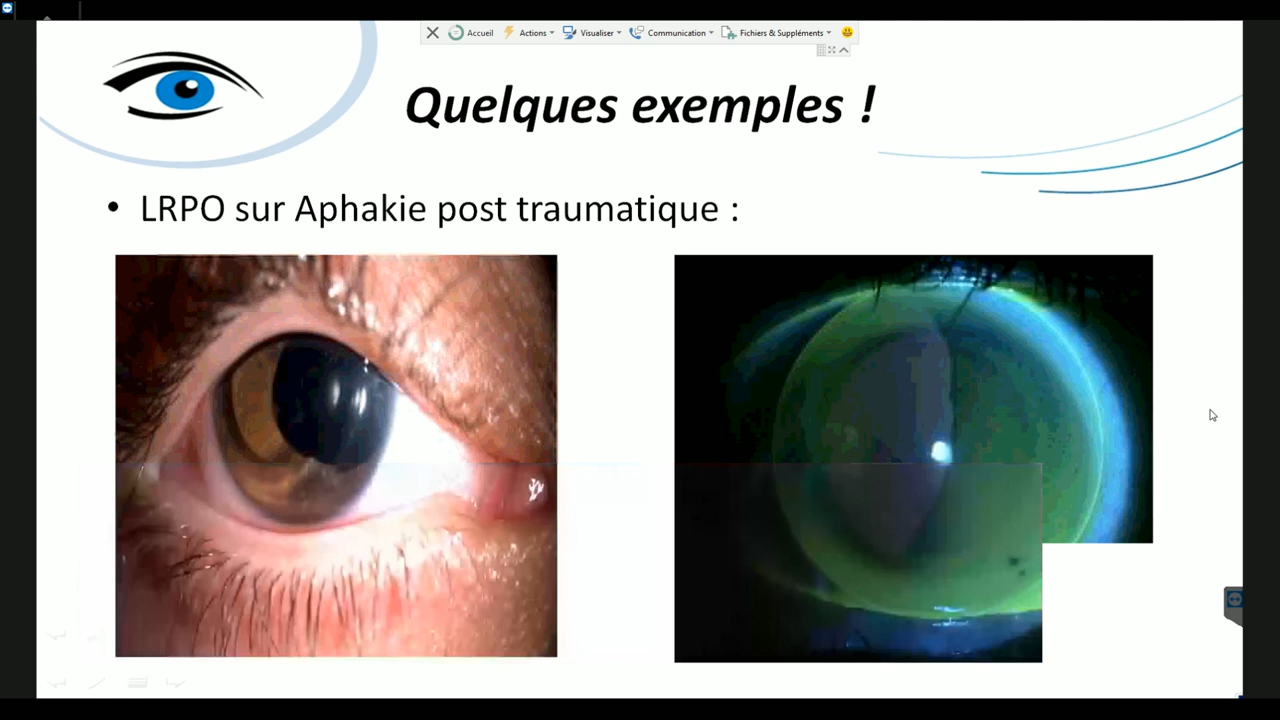 Accueil
Actions
Visualiser
Communication
Fichiers & Suppléments
Quelques exemples !
• LRPO sur Aphakie post traumatique :